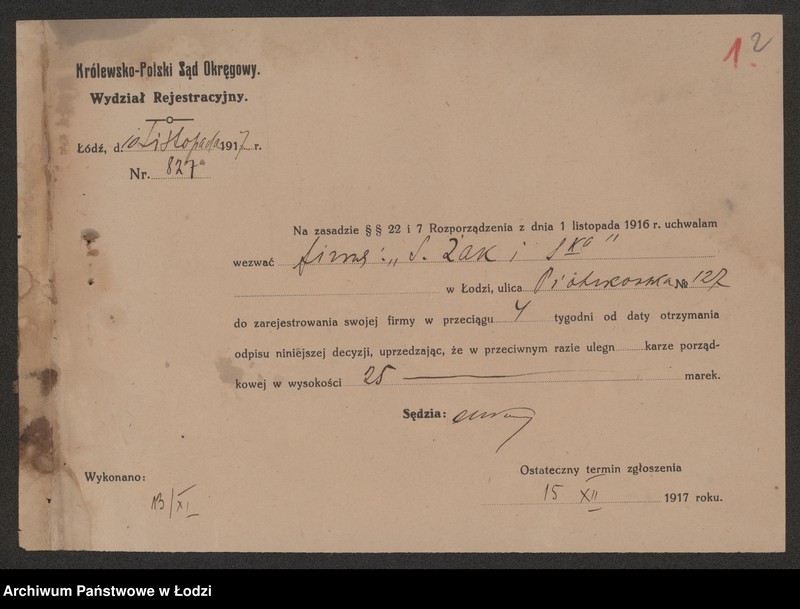 1. 2
Królewsko-Polski Sąd Okręgowy.
Wydział Rejestracyjny.
Łódź, d. 10 Listopada 1917 r.
Nr. 827
Na zasadzie §§ 22 i 7 Rozporządzenia z dnia 1 listopada 1916 r. uchwalam
wezwać firmę: „S. Żak i Ska"
w Łodzi, ulica Piotrkowska № 127
do zarejestrowania swojej firmy w przeciągu 4 tygodni od daty otrzymania
odpisu niniejszej decyzji, uprzedzając, że w przeciwnym razie ulegn karze porząd-
kowej w wysokości 25 marek.
Sędzia:
Wykonano:
Ostateczny termin zgłoszenia
13/XI
15 XII 1917 roku.
Archiwum Państwowe w Łodzi